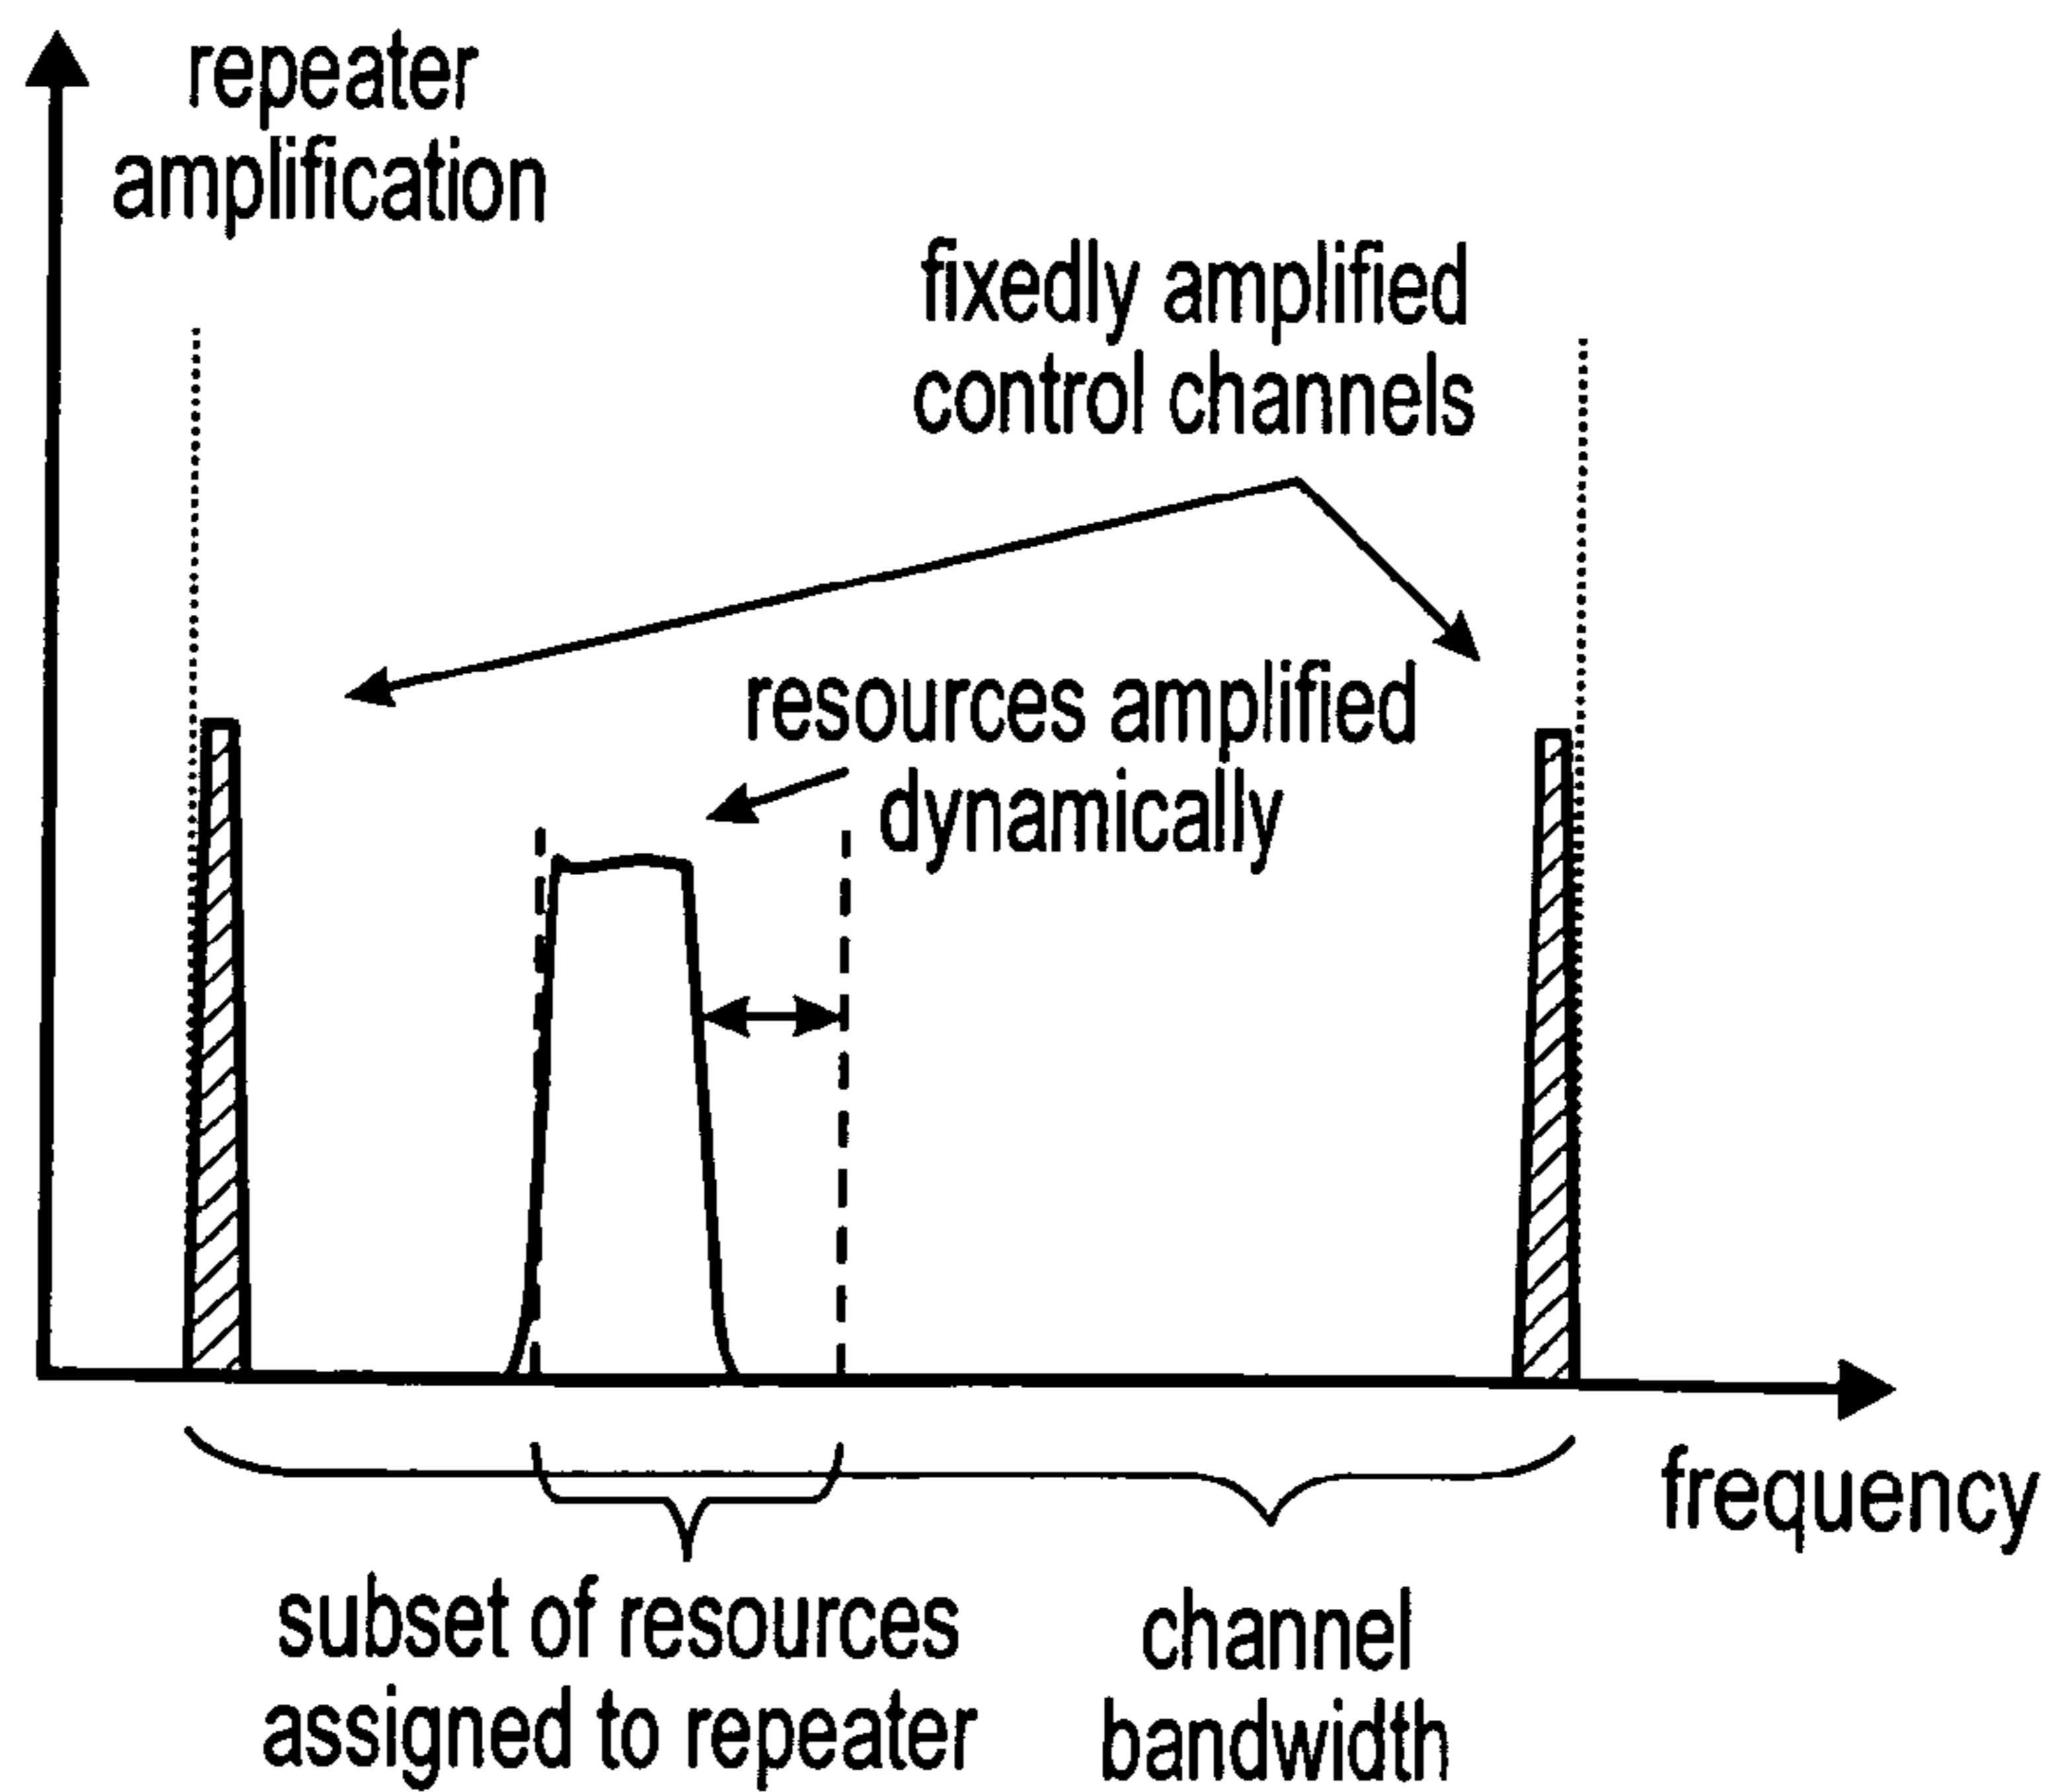 repeater
amplification
fixedly amplified
control channels
resources amplified
dynamically
frequency
subset of resources
assigned to repeater
channel
bandwidth